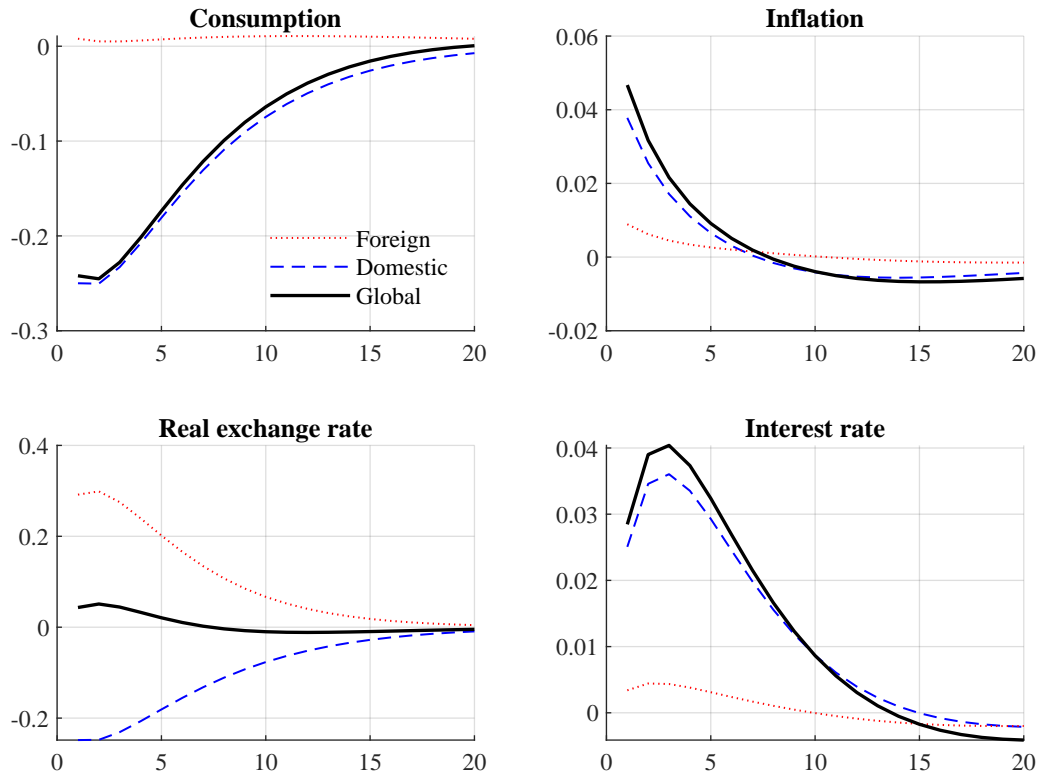 Consumption
0
-0.1
-0.2
-0.3
0 5 10 15 20
Foreign
Domestic
Global
Inflation
0.06
0.04
0.02
0
-0.02
0 5 10 15 20
Real exchange rate
0.4
0.2
0
-0.2
0 5 10 15 20
Interest rate
0.04
0.03
0.02
0.01
0
0 5 10 15 20